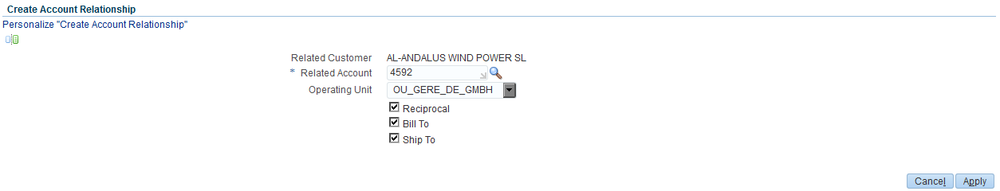 Create Account Relationship
Personalize "Create Account Relationship"
Related Customer AL-ANDALUS WIND POWER SL
* Related Account 4592
Operating Unit OU_GERE_DE_GMBH
Reciprocal
Bill To
Ship To
Cancel Apply